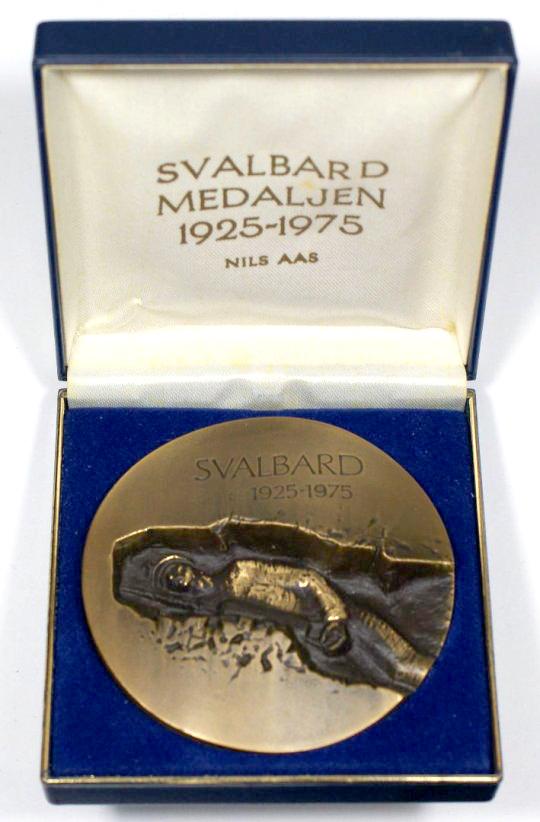 SVALBARD
MEDALJEN
1925-1975
NILS AAS
SVALBARD
1925-1975